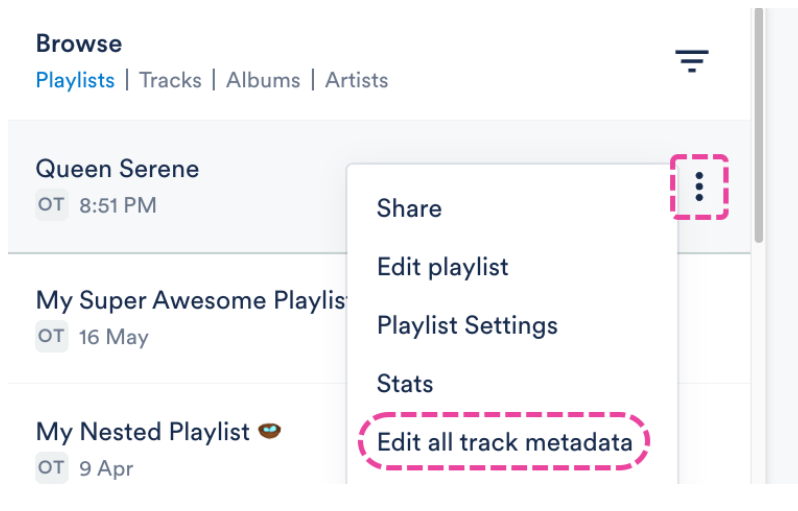 Browse
Playlists | Tracks | Albums | Artists
Queen Serene
OT 8:51 PM
Share
Edit playlist
My Super Awesome Playlis
Playlist Settings
OT 16 May
Stats
My Nested Playlist
Edit all track metadata
OT 9 Apr